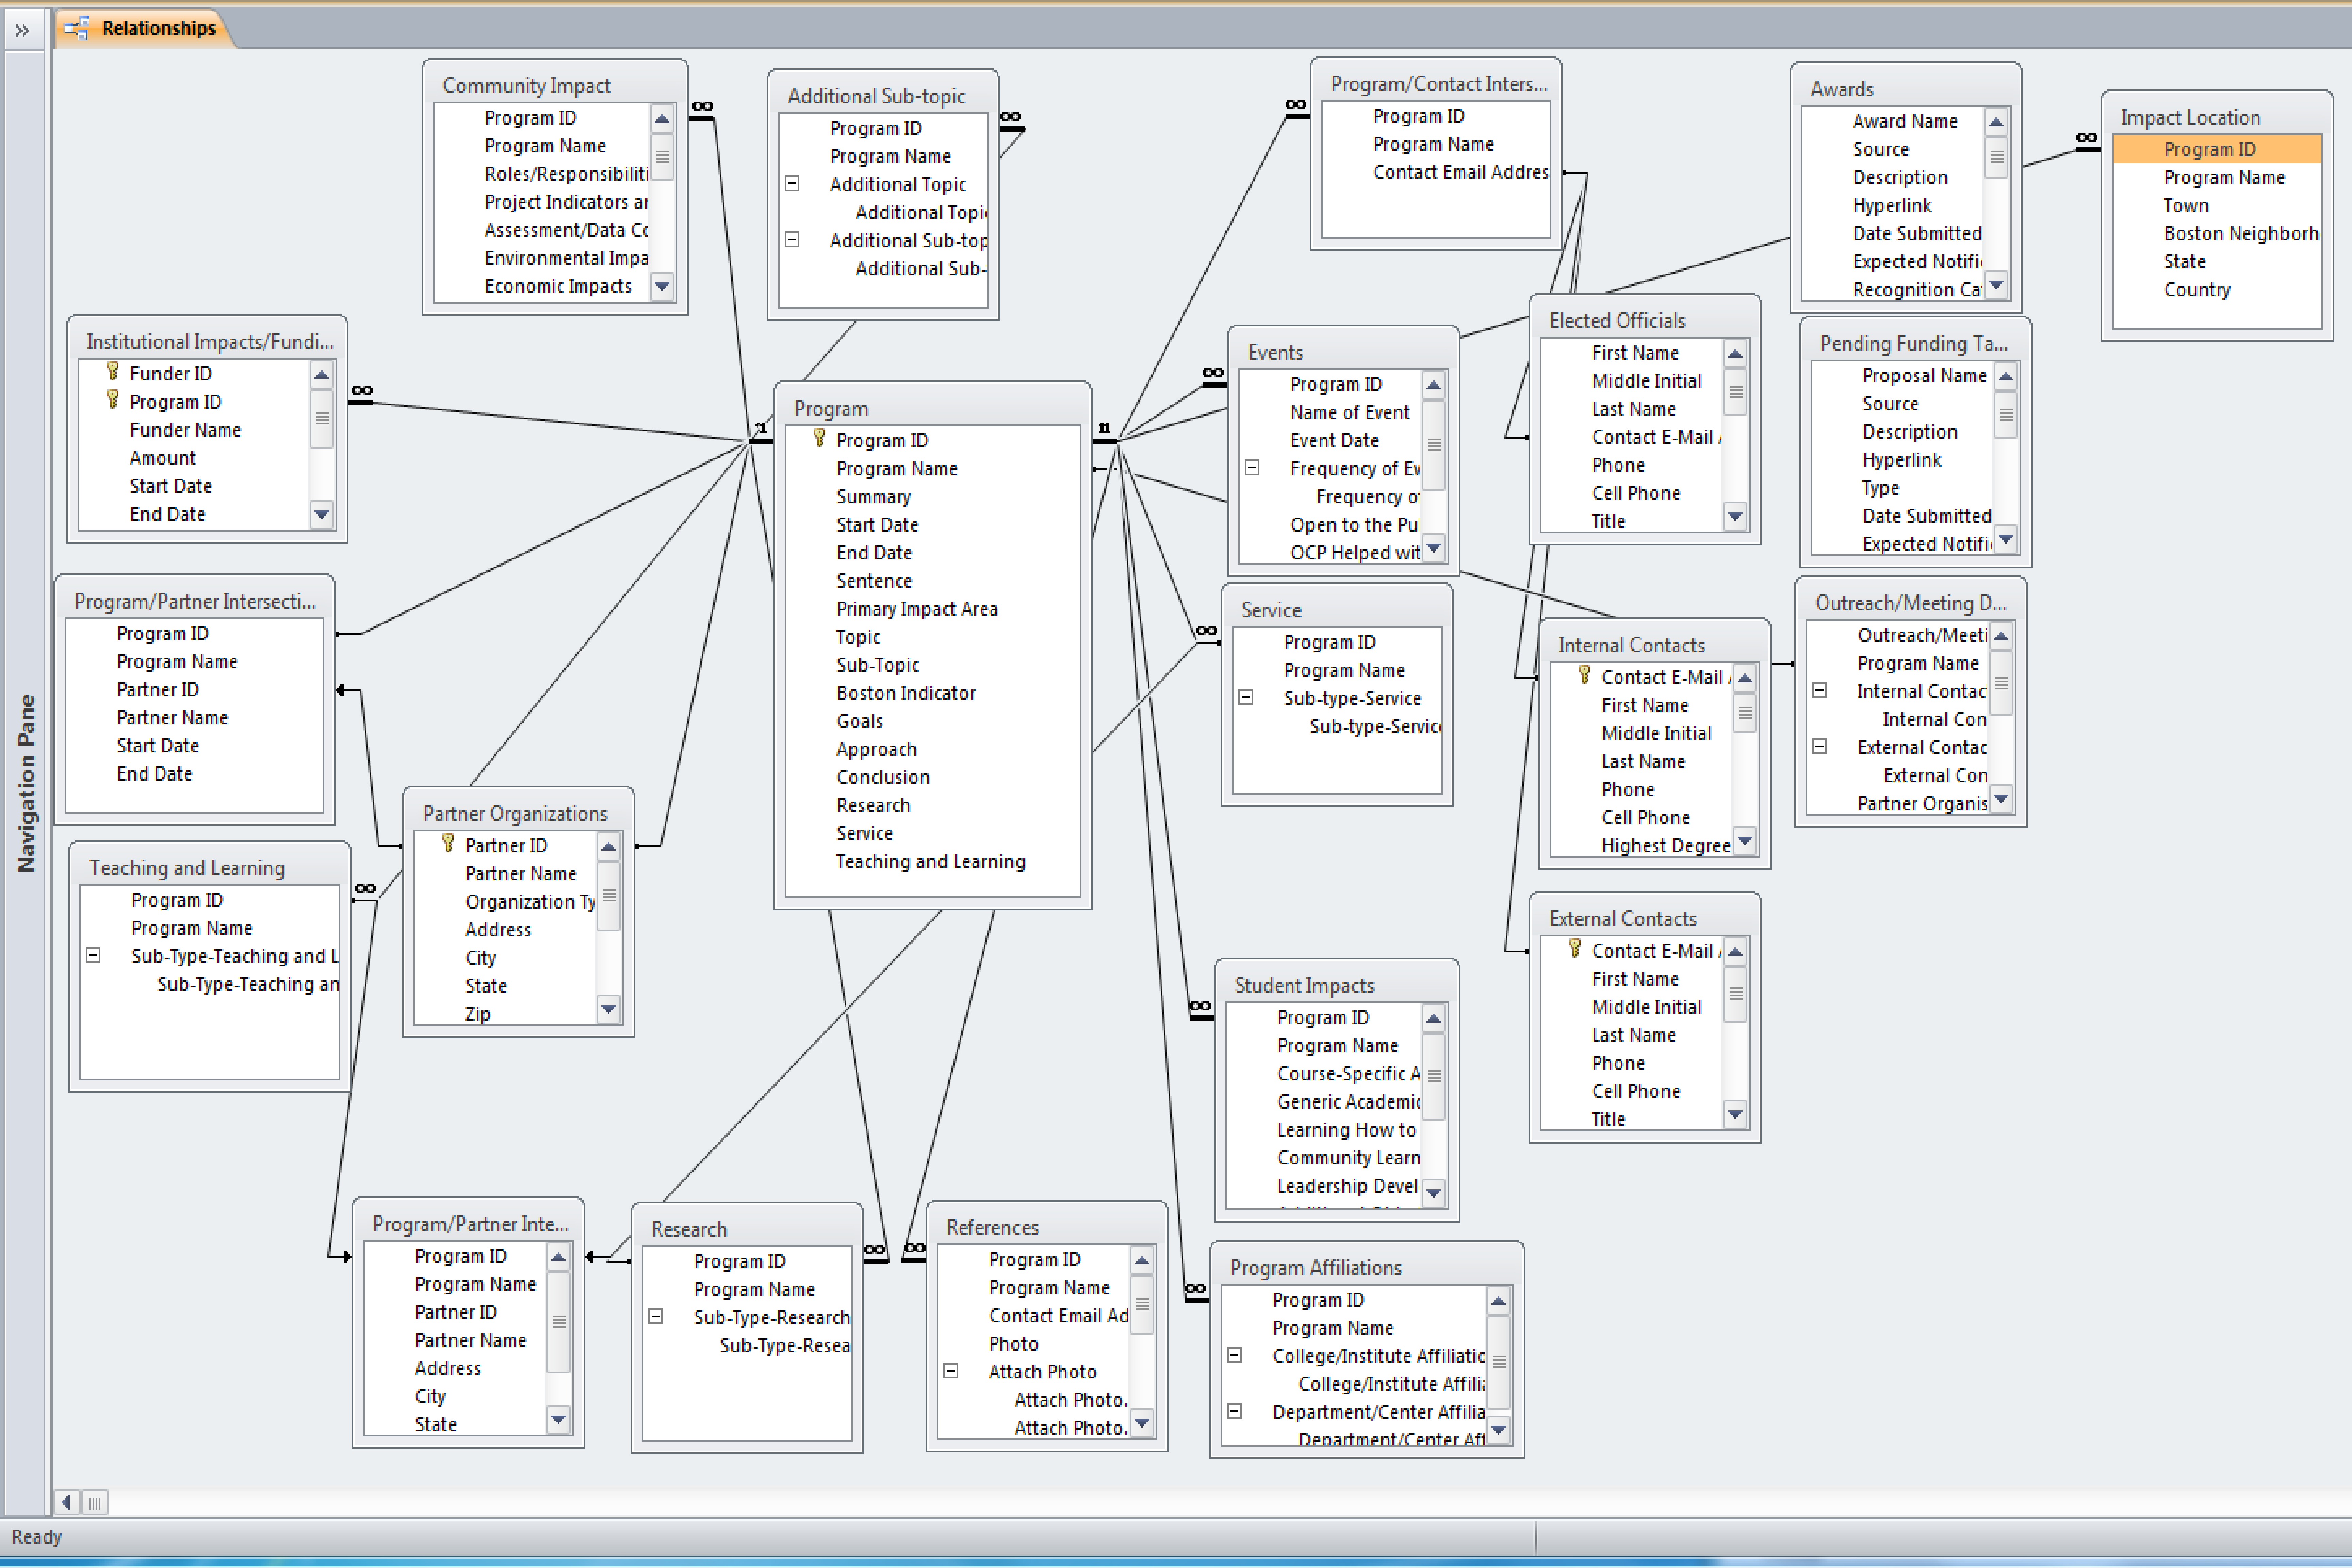 Relationships
Navigation Pane
Community Impact
Program ID
Program Name
Roles/Responsibiliti
Project Indicators ar
Assessment/Data Co
Environmental Impa
Economic Impacts
Additional Sub-topic
Program ID
Program Name
Additional Topic
Additional Topi
Additional Sub-top
Additional Sub-
Program/Contact Inters...
Program ID
Program Name
Contact Email Addres
Awards
Award Name
Source
Description
Hyperlink
Date Submitted
Expected Notifi
Recognition Ca
Impact Location
Program ID
Program Name
Town
Boston Neighborh
State
Country
Institutional Impacts/Fundi...
Funder ID
Program ID
Funder Name
Amount
Start Date
End Date
Program
Program ID
Program Name
Summary
Start Date
End Date
Sentence
Primary Impact Area
Topic
Sub-Topic
Boston Indicator
Goals
Approach
Conclusion
Research
Service
Teaching and Learning
Events
Program ID
Name of Event
Event Date
Frequency of Ev
Frequency o
Open to the Pu
OCP Helped wit
Elected Officials
First Name
Middle Initial
Last Name
Contact E-Mail
Phone
Cell Phone
Title
Pending Funding Ta...
Proposal Name
Source
Description
Hyperlink
Type
Date Submitted
Expected Notifi
Program/Partner Intersecti...
Program ID
Program Name
Partner ID
Partner Name
Start Date
End Date
Partner Organizations
Partner ID
Partner Name
Organization Ty
Address
City
State
Zip
Service
Program ID
Program Name
Sub-type-Service
Sub-type-Servic
Internal Contacts
Contact E-Mail
First Name
Middle Initial
Last Name
Phone
Cell Phone
Highest Degree
Outreach/Meeting D...
Outreach/Meeti
Program Name
Internal Contac
Internal Con
External Contac
External Con
Partner Organis
Teaching and Learning
Program ID
Program Name
Sub-Type-Teaching and L
Sub-Type-Teaching an
External Contacts
Contact E-Mail
First Name
Middle Initial
Last Name
Phone
Cell Phone
Title
Student Impacts
Program ID
Program Name
Course-Specific A
Generic Academic
Learning How to
Community Learn
Leadership Devel
Program/Partner Inte...
Program ID
Program Name
Partner ID
Partner Name
Address
City
State
Research
Program ID
Program Name
Sub-Type-Research
Sub-Type-Resea
References
Program ID
Program Name
Contact Email Ad
Photo
Attach Photo
Attach Photo.
Attach Photo.
Program Affiliations
Program ID
Program Name
College/Institute Affiliatic
College/Institute Affilia
Department/Center Affilia
Department/Center Aff
Ready